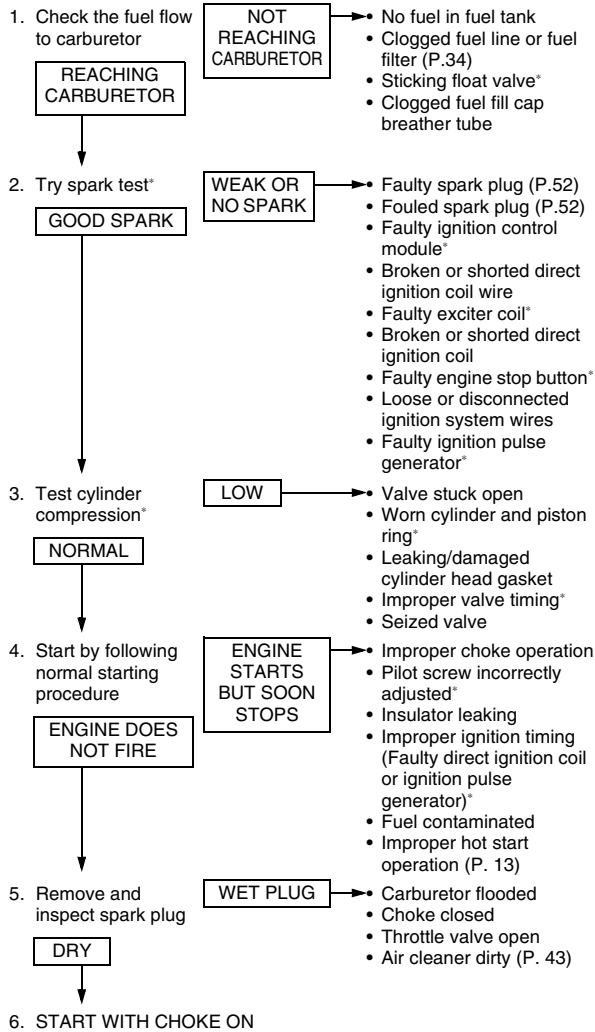 1. Check the fuel flow
to carburetor
REACHING
CARBURETOR
NOT
REACHING
CARBURETOR
• No fuel in fuel tank
• Clogged fuel line or fuel
filter (P.34)
• Sticking float valve*
• Clogged fuel fill cap
breather tube
2. Try spark test*
GOOD SPARK
WEAK OR
NO SPARK
• Faulty spark plug (P.52)
• Fouled spark plug (P.52)
• Faulty ignition control
module*
• Broken or shorted direct
ignition coil wire
• Faulty exciter coil*
• Broken or shorted direct
ignition coil
• Faulty engine stop button*
• Loose or disconnected
ignition system wires
• Faulty ignition pulse
generator*
3. Test cylinder
compression*
NORMAL
LOW
• Valve stuck open
• Worn cylinder and piston
ring*
• Leaking/damaged
cylinder head gasket
• Improper valve timing*
• Seized valve
4. Start by following
normal starting
procedure
ENGINE DOES
NOT FIRE
ENGINE
STARTS
BUT SOON
STOPS
• Improper choke operation
• Pilot screw incorrectly
adjusted*
• Insulator leaking
• Improper ignition timing
(Faulty direct ignition coil
or ignition pulse
generator)*
• Fuel contaminated
• Improper hot start
operation (P. 13)
5. Remove and
inspect spark plug
DRY
WET PLUG
• Carburetor flooded
• Choke closed
• Throttle valve open
• Air cleaner dirty (P. 43)
6. START WITH CHOKE ON